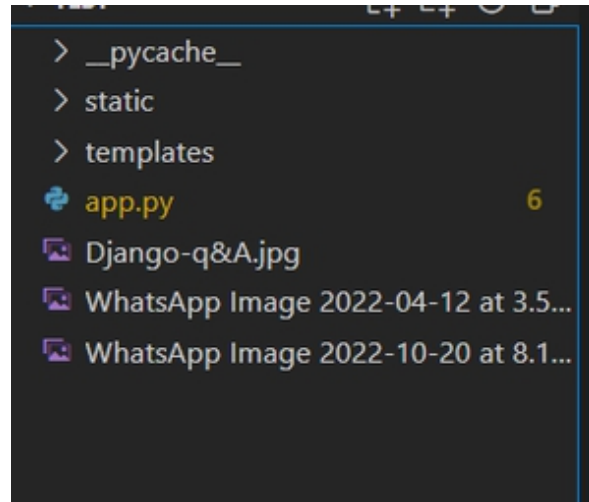 __pycache__
static
templates
app.py 6
Django-q&A.jpg
WhatsApp Image 2022-04-12 at 3.5...
WhatsApp Image 2022-10-20 at 8.1...